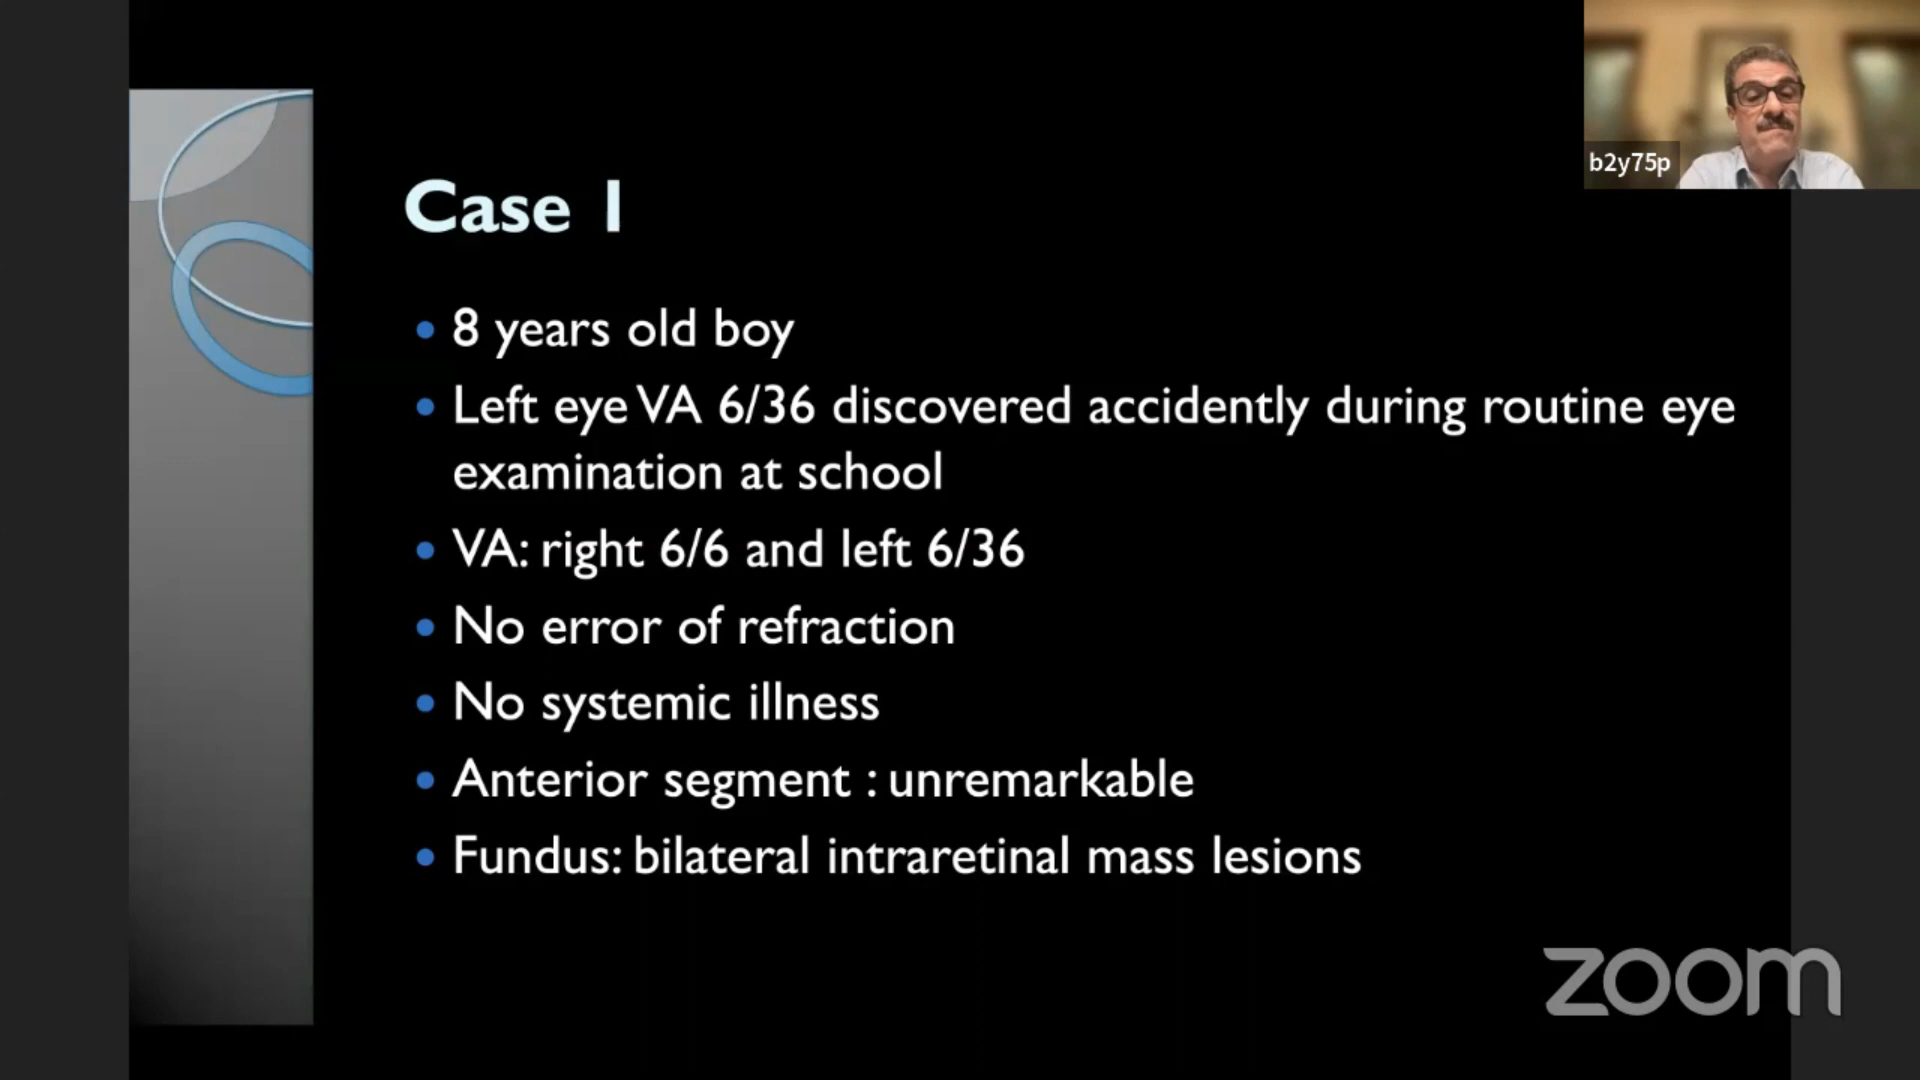 b2y75p
Case 1
• 8 years old boy
• Left eye VA 6/36 discovered accidently during routine eye
examination at school
• VA: right 6/6 and left 6/36
• No error of refraction
• No systemic illness
• Anterior segment : unremarkable
• Fundus: bilateral intraretinal mass lesions
zoom